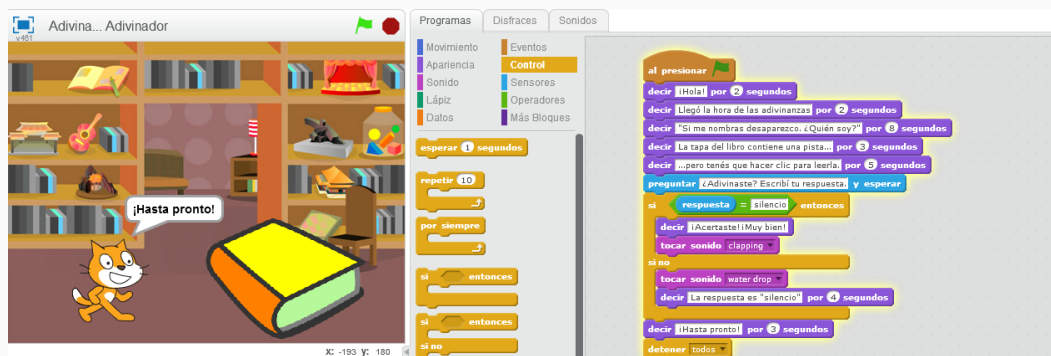 Adivina... Adivinador
v461
¡Hasta pronto!
X: -193 y: 180
Programas
Disfraces
Sonidos
Movimiento
Apariencia
Sonido
Lápiz
Datos
Eventos
Control
Sensores
Operadores
Más Bloques
esperar 1 segundos
repetir 10
por siempre
si entonces
si entonces
si no
al presionar
decir ¡Hola! por 2 segundos
decir Llegó la hora de las adivinanzas por 2 segundos
decir "Si me nombras desaparezco. ¿Quién soy?" por 8 segundos
decir La tapa del libro contiene una pista... por 3 segundos
decir ...pero tenés que hacer clic para leerla. por 5 segundos
preguntar ¿Adivinaste? Escribí tu respuesta. y esperar
si respuesta = silencio entonces
decir ¡Acertaste! ¡Muy bien!
tocar sonido clapping
si no
tocar sonido water drop
decir La respuesta es "silencio" por 4 segundos
decir ¡Hasta pronto! por 3 segundos
detener todos